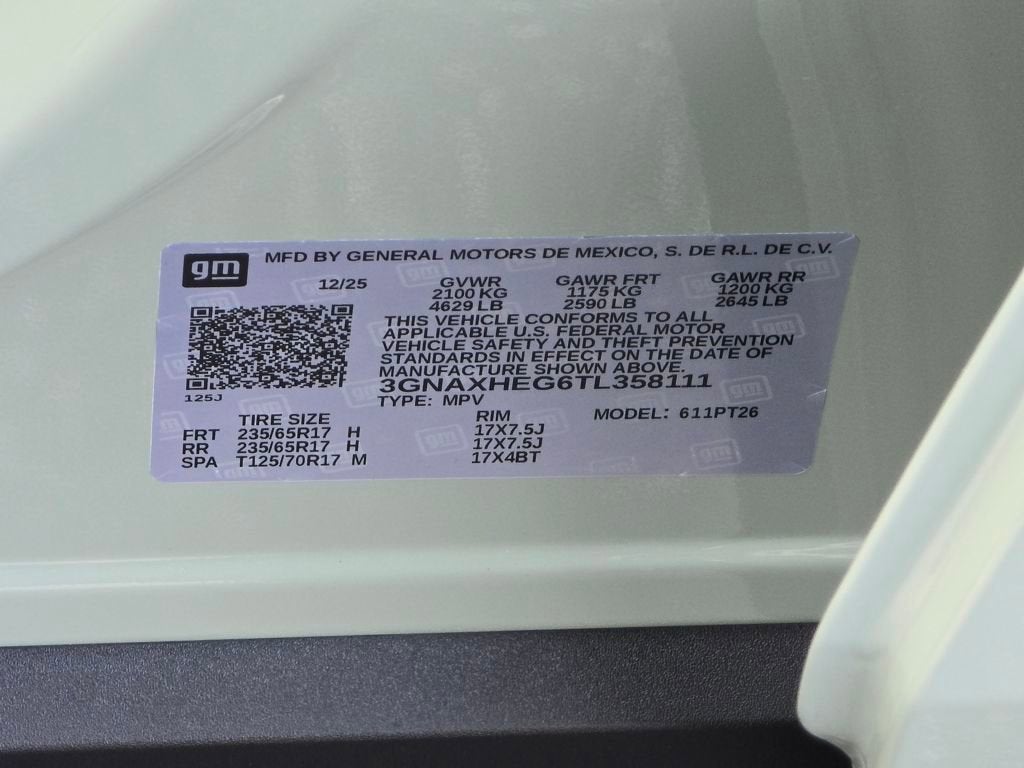 gm MFD BY GENERAL MOTORS DE MEXICO, S. DE R.L. DE C.V.
12/25 GVWR GAWR FRT GAWR RR
2100 KG 1175 KG 1200 KG
4629 LB 2590 LB 2645 LB
THIS VEHICLE CONFORMS TO ALL
APPLICABLE U.S. FEDERAL MOTOR
VEHICLE SAFETY AND THEFT PREVENTION
STANDARDS IN EFFECT ON THE DATE OF
MANUFACTURE SHOWN ABOVE.
3GNAXHEG6TL358111
125J
TYPE: MPV
TIRE SIZE RIM MODEL: 611PT26
FRT 235/65R17 H 17X7.5J
RR 235/65R17 H 17X7.5J
SPA T125/70R17 M 17X4BT